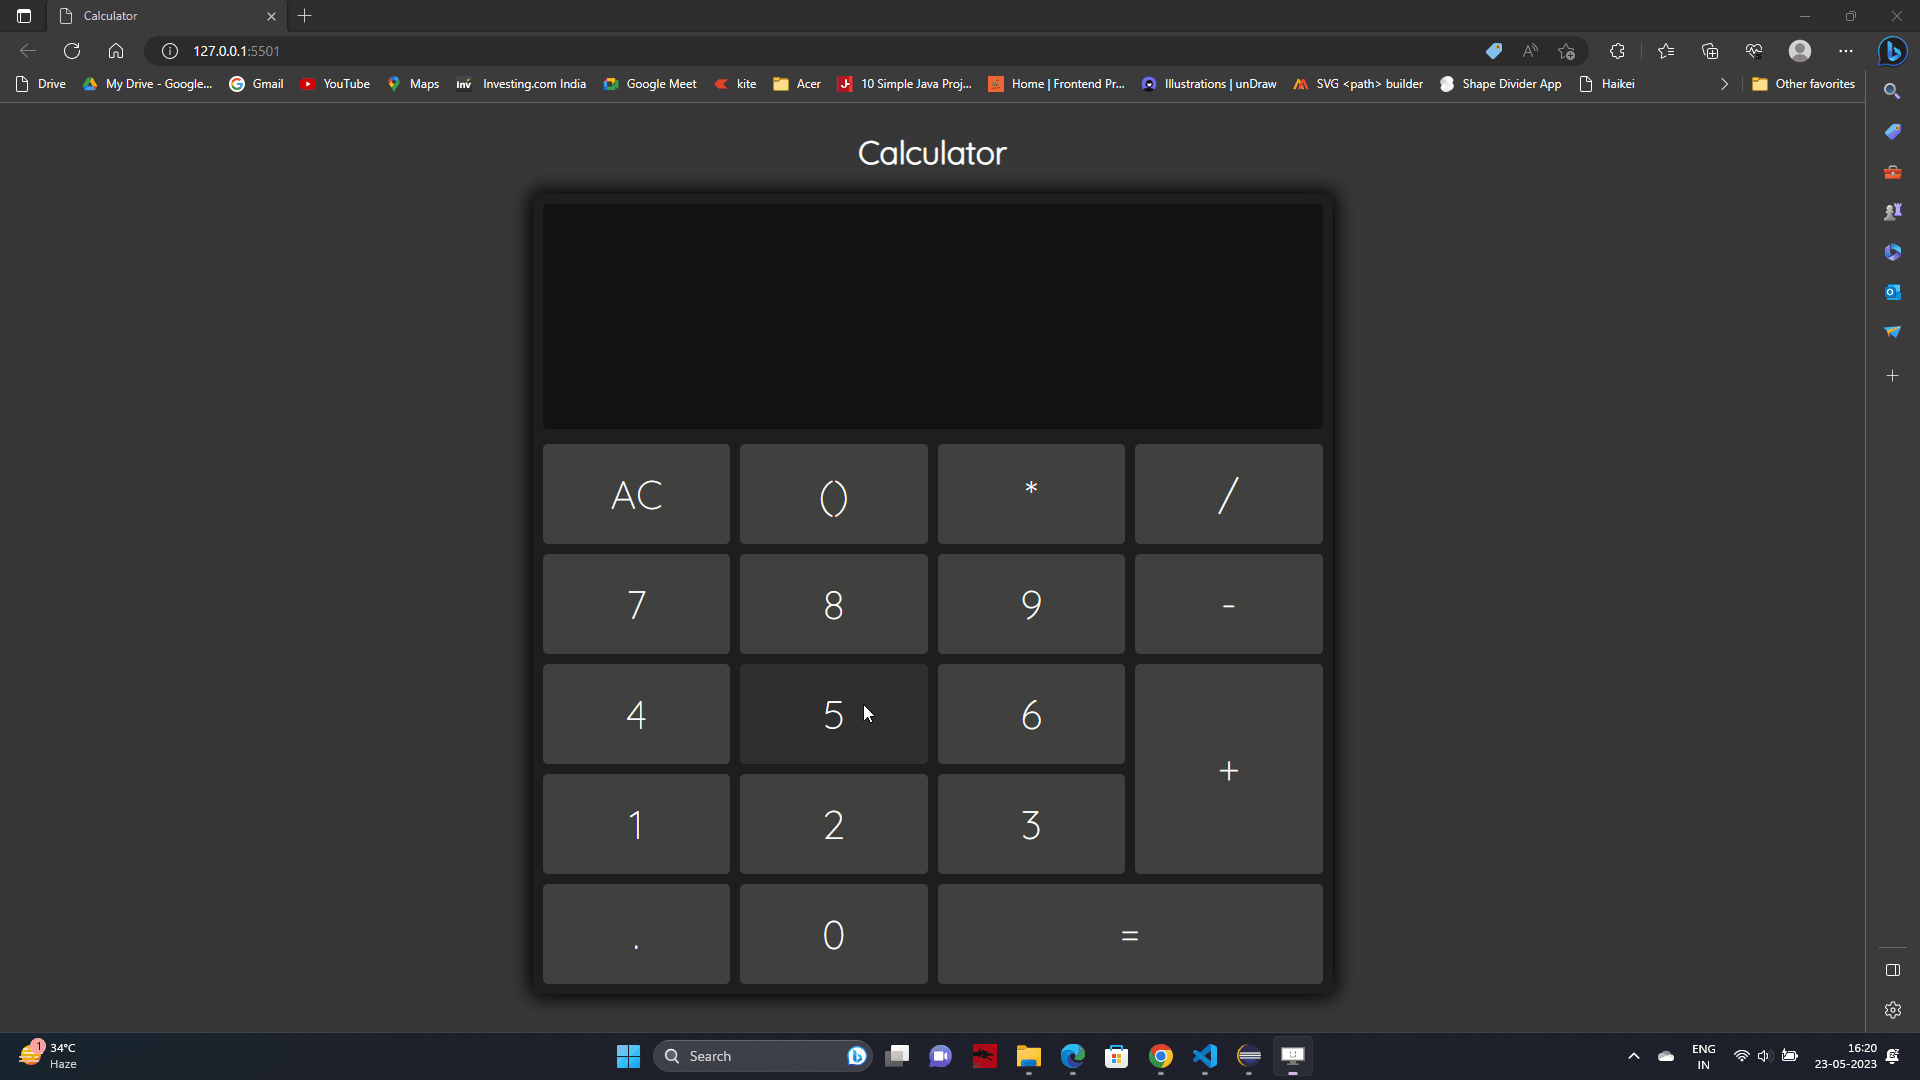 Calculator
127.0.0.1:5501
Drive
My Drive - Google...
Gmail
YouTube
Maps
Inv
Investing.com India
Google Meet
kite
Acer
10 Simple Java Proj...
Home | Frontend Pr...
Illustrations | unDraw
SVG <path> builder
Shape Divider App
Haikei
Other favorites
Calculator
AC
()
*
/
7
8
9
-
4
5
6
+
1
2
3
.
0
=
1
34°C
Haze
Search
ENG
IN
16:20
23-05-2023